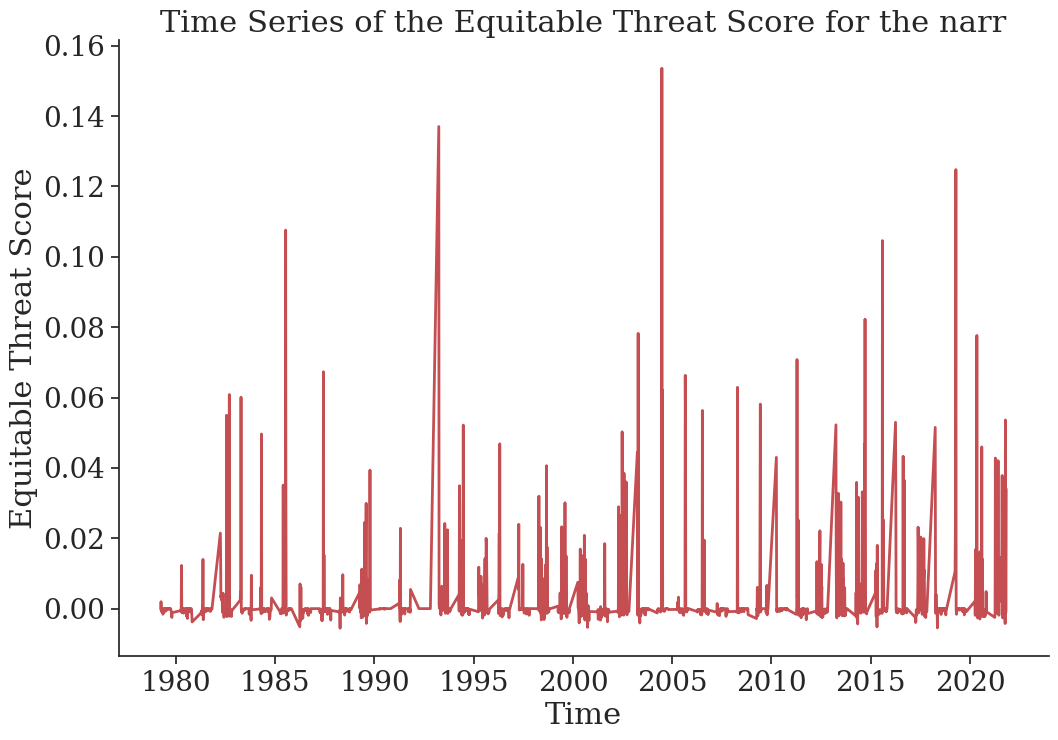 Time Series of the Equitable Threat Score for the narr
Equitable Threat Score
0.16
0.14
0.12
0.10
0.08
0.06
0.04
0.02
0.00
1980 1985 1990 1995 2000 2005 2010 2015 2020
Time